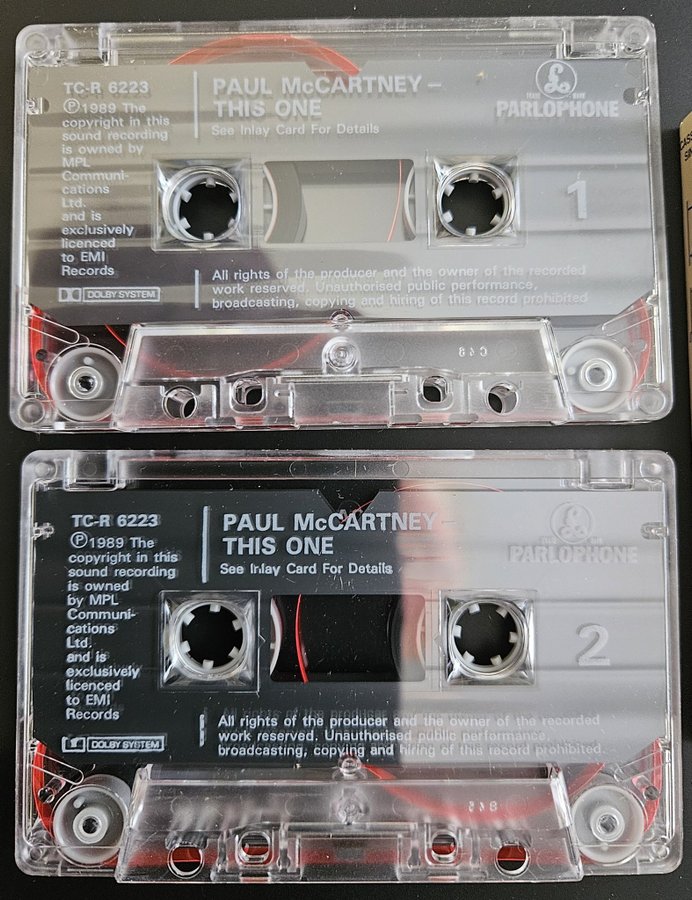 TC-R 6223
Ⓟ1989 The
copyright in this
sound recording
is owned by
MPL
Communi-
cations
Ltd.
and is
exclusively
licenced
to EMI
Records
DOLBY SYSTEM
PAUL McCARTNEY –
THIS ONE
See Inlay Card For Details
PARLOPHONE
1
All rights of the producer and the owner of the recorded
work reserved. Unauthorised public performance,
broadcasting, copying and hiring of this record prohibited
TC-R 6223
Ⓟ1989 The
copyright in this
sound recording
is owned
by MPL
Communi-
cations
Ltd.
and is
exclusively
licenced
to EMI
Records
DOLBY SYSTEM
PAUL McCARTNEY –
THIS ONE
See Inlay Card For Details
PARLOPHONE
2
All rights of the producer and the owner of the recorded
work reserved. Unauthorised public performance,
broadcasting, copying and hiring of this record prohibited.